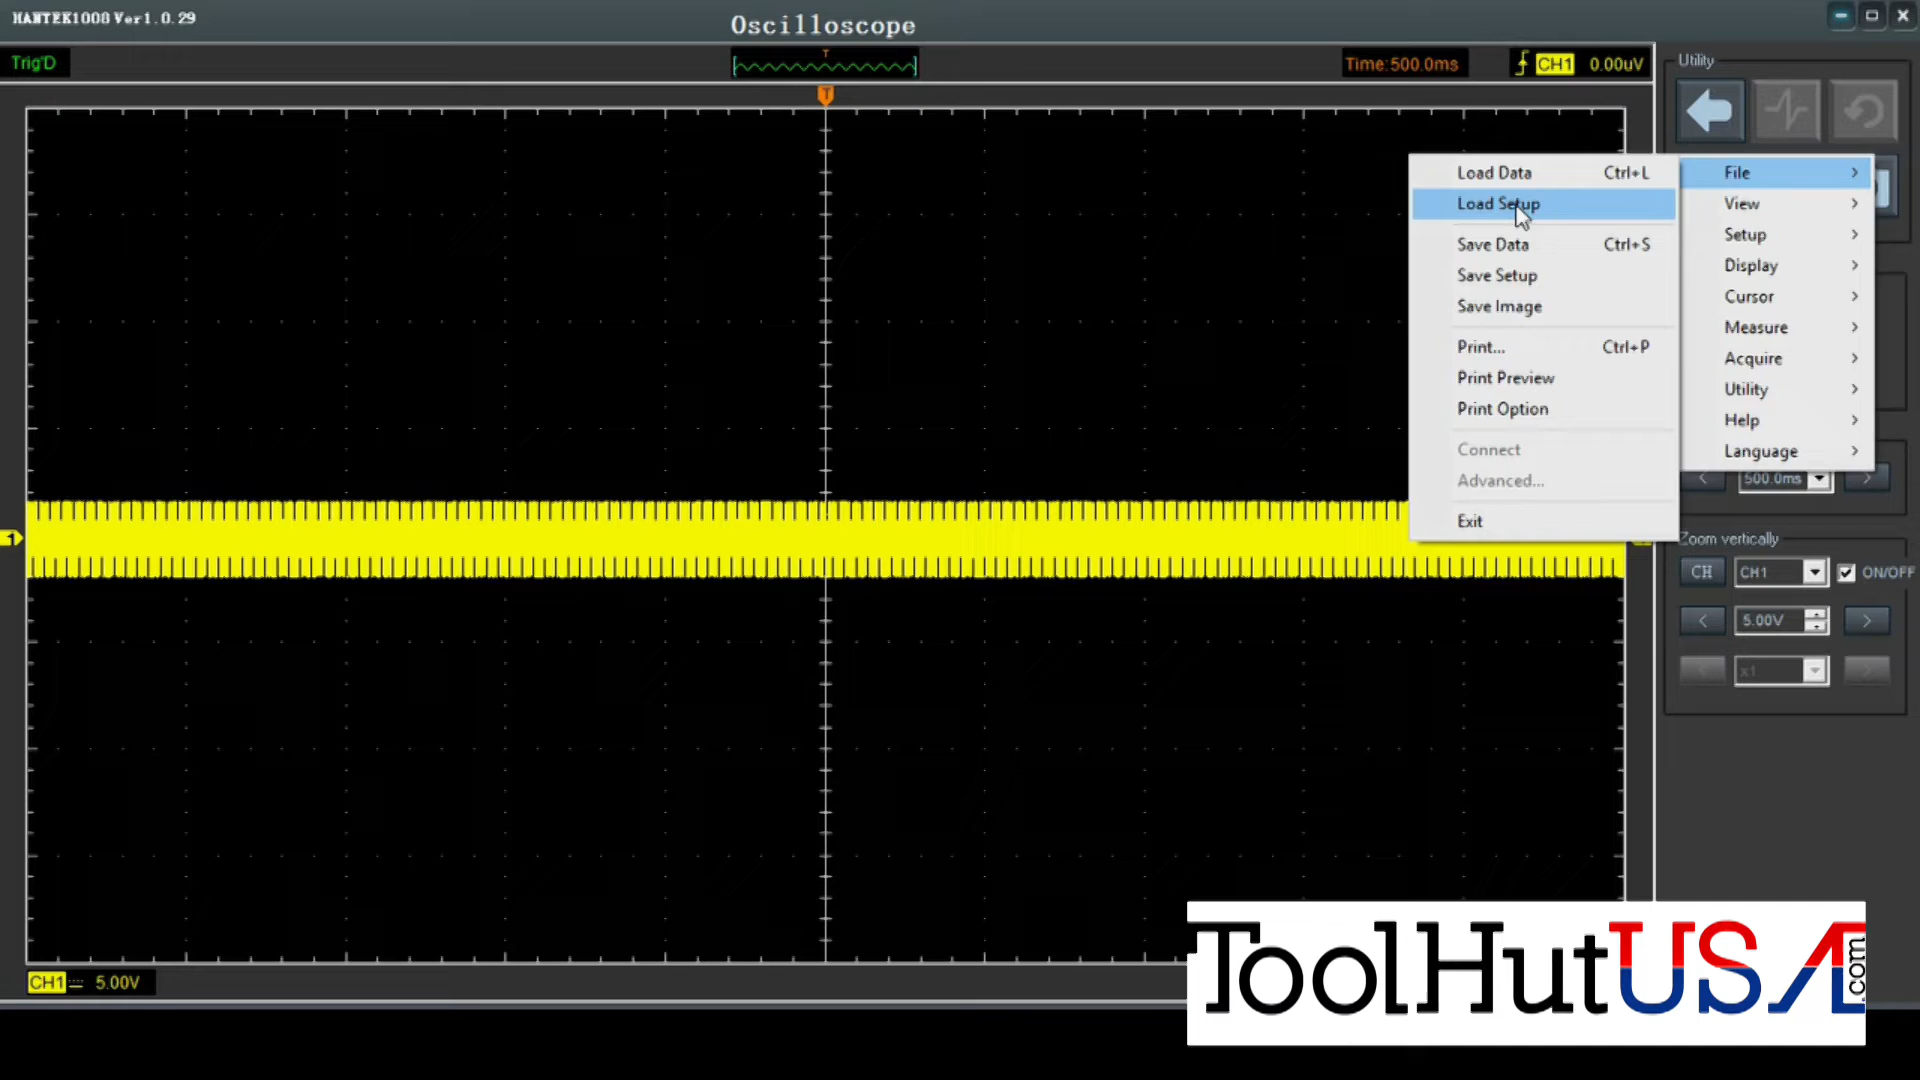 HANTEK1008 Ver1.0.29
Oscilloscope
Trig'D
T
Time:500.0ms
CH1 0.00uV
Utility
T
Load Data Ctrl+L
Load Setup
Save Data Ctrl+S
Save Setup
Save Image
Print... Ctrl+P
Print Preview
Print Option
Connect
Advanced...
Exit
File
View
Setup
Display
Cursor
Measure
Acquire
Utility
Help
Language
< 500.0ms >
1
Zoom vertically
CH CH1 ON/OFF
< 5.00V >
< x1 >
CH1 5.00V
ToolHutUSA.com